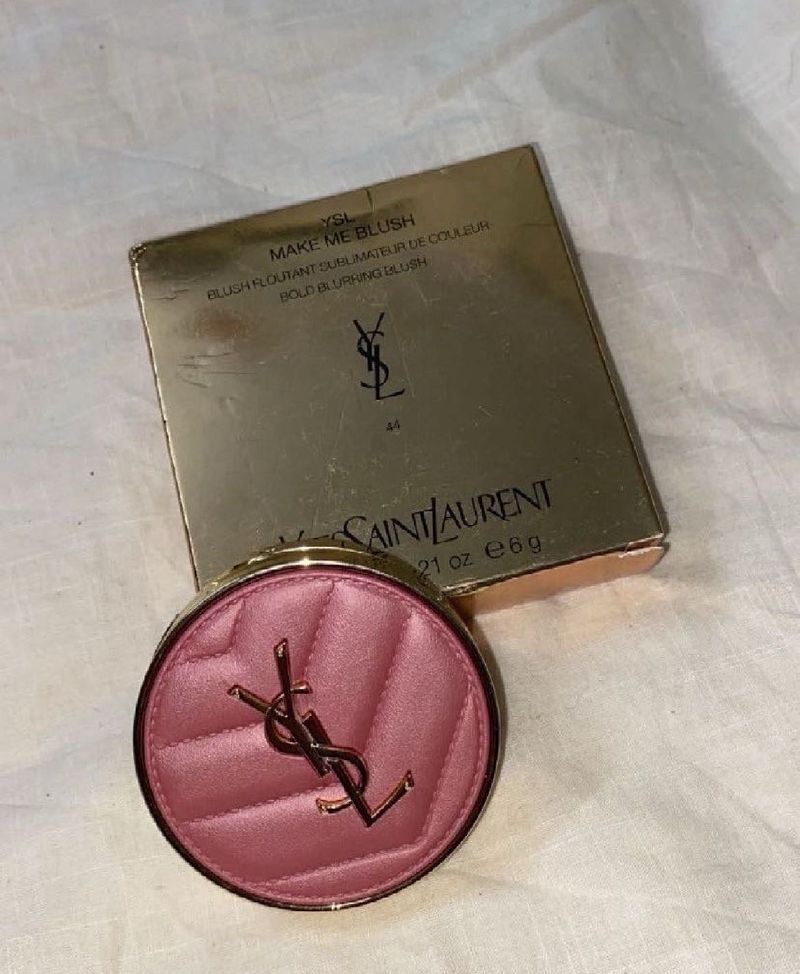 YSL
MAKE ME BLUSH
BLUSH FLOUTANT SUBLIMATEUR DE COULEUR
BOLD BLURRING BLUSH
YSL
44
SAINT LAURENT
21 oz e 6 g
YSL